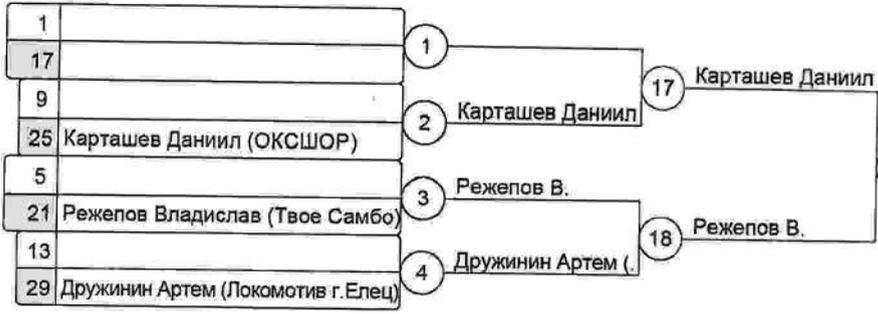 1
17
1
9
25 Карташев Даниил (ОКСШОР)
2
Карташев Даниил
17
Карташев Даниил
5
21 Режепов Владислав (Твое Самбо)
3
Режепов В.
13
29 Дружинин Артем (Локомотив г.Елец)
4
Дружинин Артем (.
18
Режепов В.